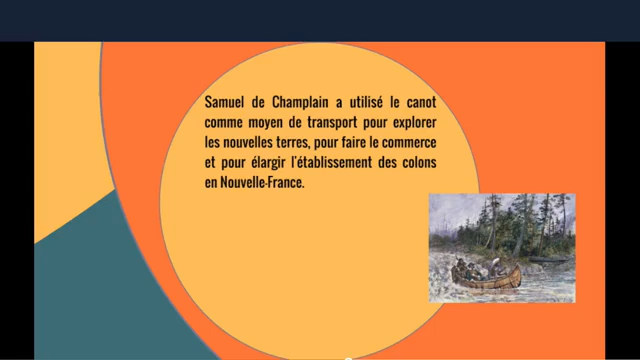 Samuel de Champlain a utilisé le canot
comme moyen de transport pour explorer
les nouvelles terres, pour faire le commerce
et pour élargir l'établissement des colons
en Nouvelle-France.